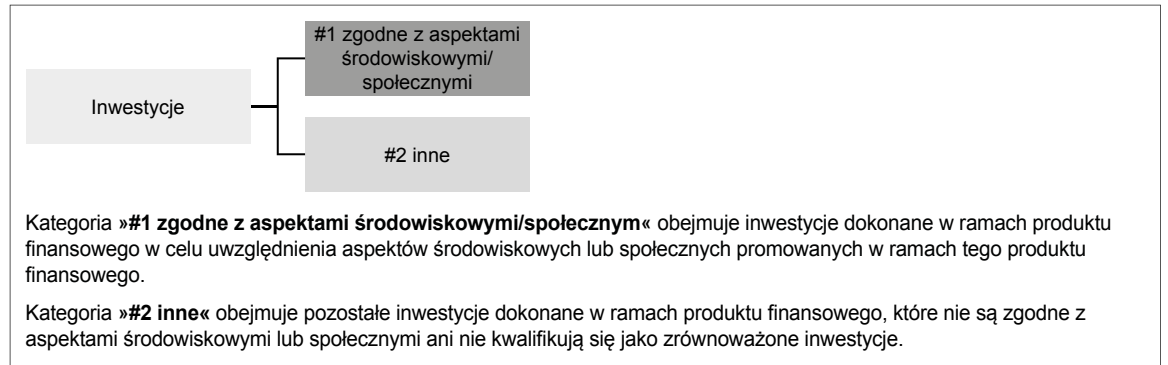 #1 zgodne z aspektami
środowiskowymi/
społecznymi
Inwestycje
#2 inne
Kategoria »#1 zgodne z aspektami środowiskowymi/społecznym« obejmuje inwestycje dokonane w ramach produktu
finansowego w celu uwzględnienia aspektów środowiskowych lub społecznych promowanych w ramach tego produktu
finansowego.
Kategoria »#2 inne« obejmuje pozostałe inwestycje dokonane w ramach produktu finansowego, które nie są zgodne z
aspektami środowiskowymi lub społecznymi ani nie kwalifikują się jako zrównoważone inwestycje.